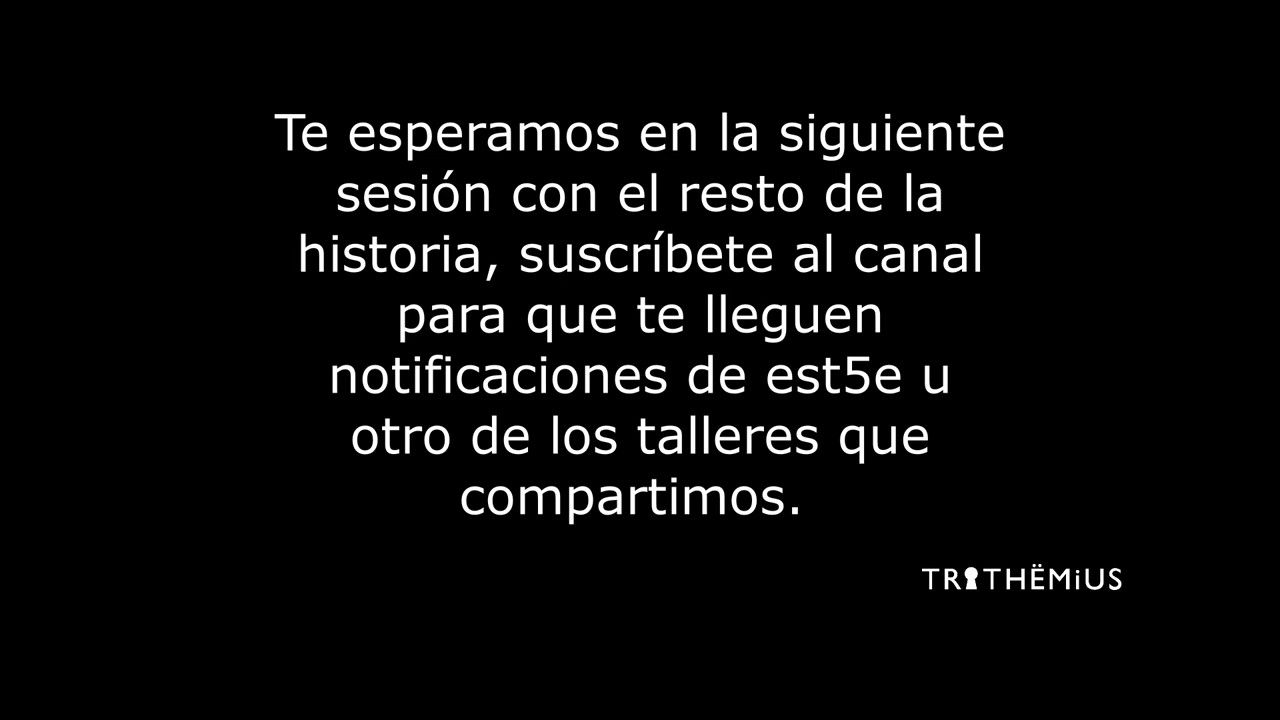 Te esperamos en la siguiente
sesión con el resto de la
historia, suscríbete al canal
para que te lleguen
notificaciones de est5e u
otro de los talleres que
compartimos.
TRiTHËMiUS